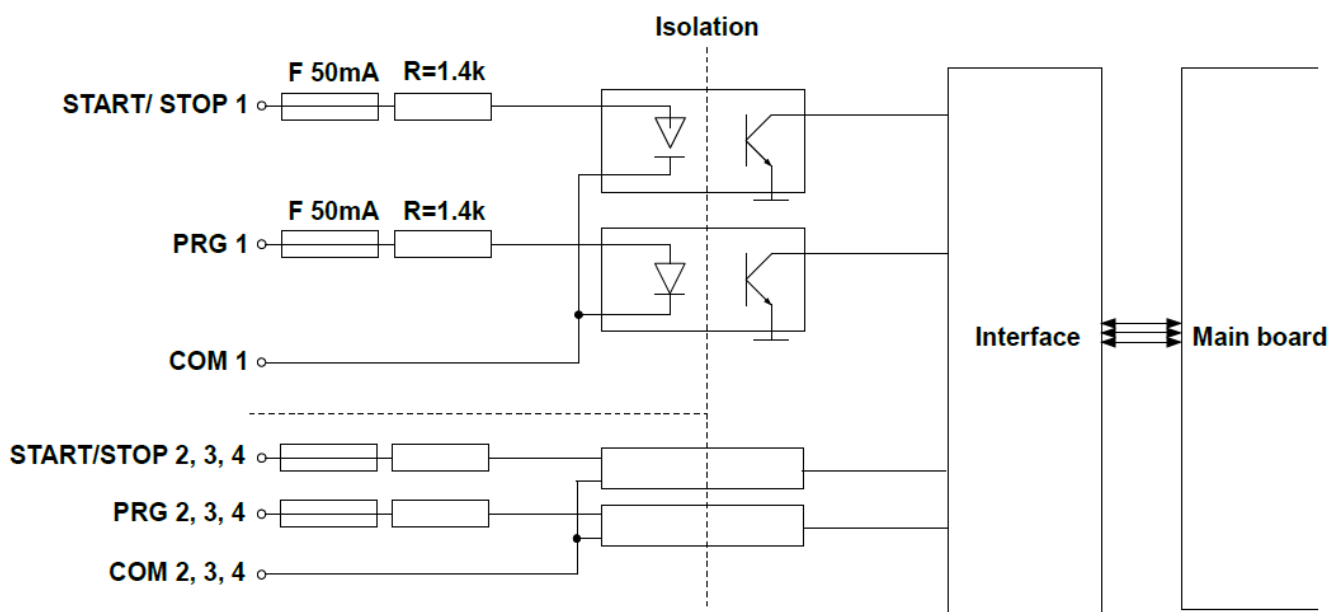 Isolation
F 50mA R=1.4k
START/ STOP 1
F 50mA R=1.4k
PRG 1
Interface
Main board
COM 1
START/STOP 2, 3, 4
PRG 2, 3, 4
COM 2, 3, 4